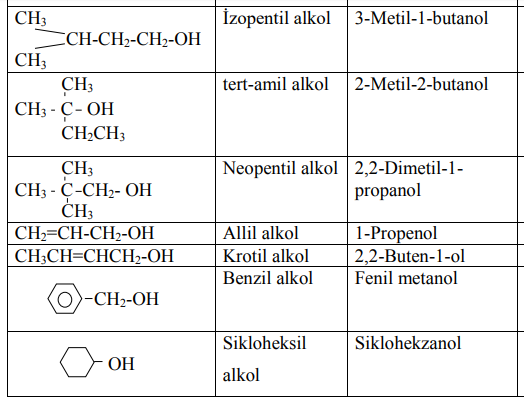 CH₃
CH-CH₂-CH₂-OH
CH₃
İzopentil alkol
3-Metil-1-butanol
CH₃
CH₃ - C - OH
CH₂CH₃
tert-amil alkol
2-Metil-2-butanol
CH₃
CH₃ - C -CH₂- OH
CH₃
Neopentil alkol
2,2-Dimetil-1-
propanol
CH₂=CH-CH₂-OH
Allil alkol
1-Propenol
CH₃CH=CHCH₂-OH
Krotil alkol
2,2-Buten-1-ol
CH₂-OH
Benzil alkol
Fenil metanol
OH
Sikloheksil
alkol
Siklohekzanol